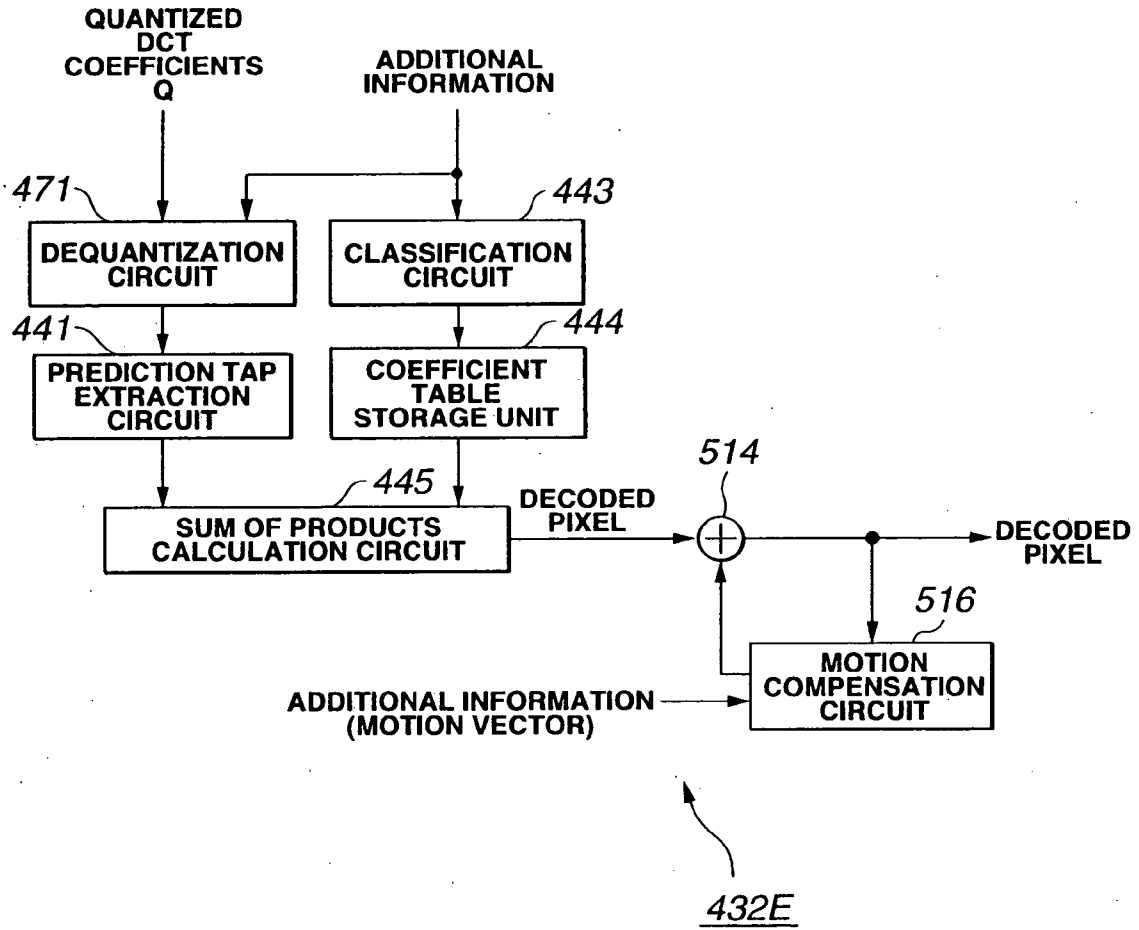 QUANTIZED
DCT
COEFFICIENTS
Q
ADDITIONAL
INFORMATION
471
443
DEQUANTIZATION
CIRCUIT
CLASSIFICATION
CIRCUIT
441
444
PREDICTION TAP
EXTRACTION
CIRCUIT
COEFFICIENT
TABLE
STORAGE UNIT
445
SUM OF PRODUCTS
CALCULATION CIRCUIT
DECODED
PIXEL
514
+
DECODED
PIXEL
516
MOTION
COMPENSATION
CIRCUIT
ADDITIONAL INFORMATION
(MOTION VECTOR)
432E